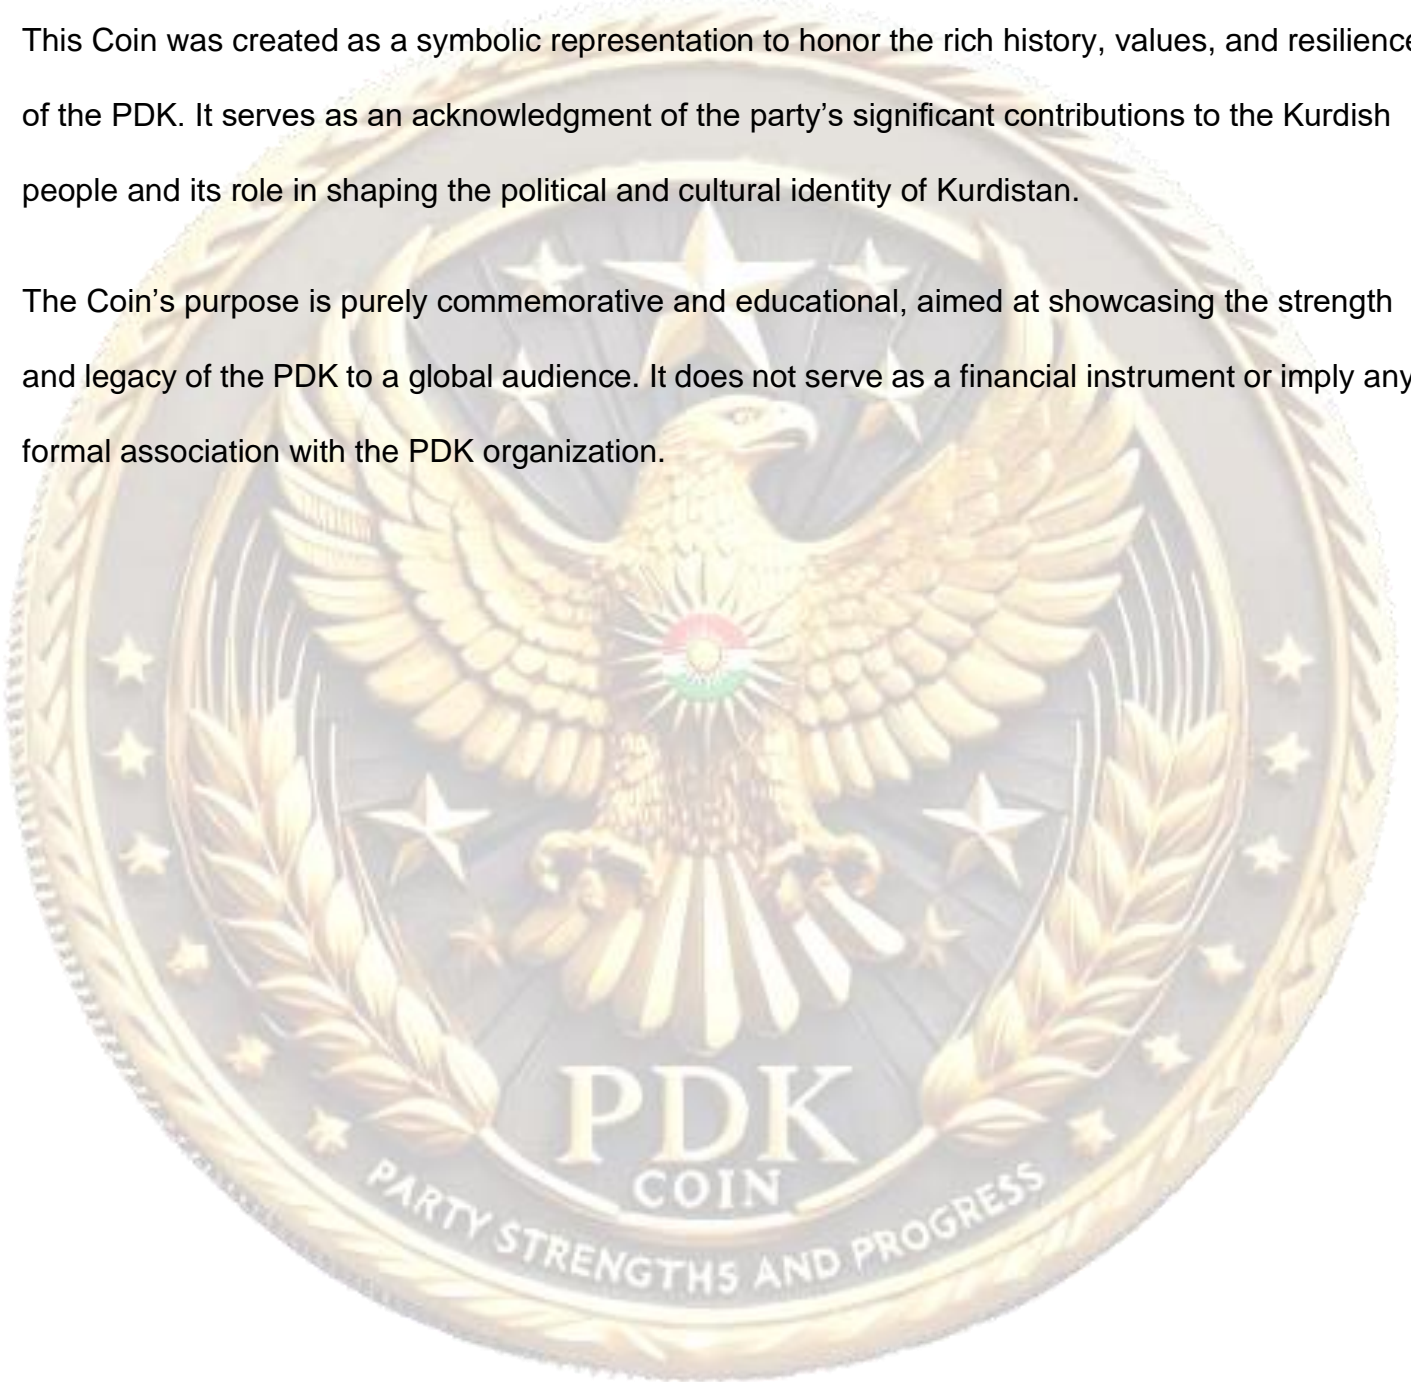 This Coin was created as a symbolic representation to honor the rich history, values, and resilience
of the PDK. It serves as an acknowledgment of the party’s significant contributions to the Kurdish
people and its role in shaping the political and cultural identity of Kurdistan.
The Coin’s purpose is purely commemorative and educational, aimed at showcasing the strength
and legacy of the PDK to a global audience. It does not serve as a financial instrument or imply any
formal association with the PDK organization.
PDK
COIN
PARTY STRENGTHS AND PROGRESS